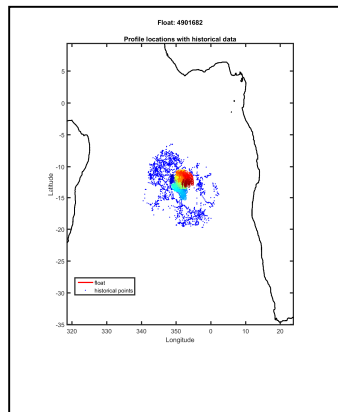 Float: 4901682
Profile locations with historical data
5
0
-5
-10
-15
-20
-25
-30
-35
Latitude
320
330
340
350
0
10
20
Longitude
float
historical points